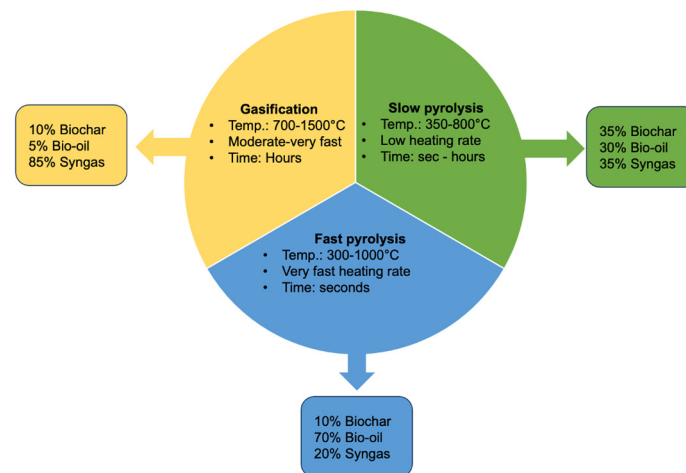 Gasification
• Temp.: 700-1500°C
• Moderate-very fast
• Time: Hours
Slow pyrolysis
• Temp.: 350-800°C
• Low heating rate
• Time: sec - hours
10% Biochar
5% Bio-oil
85% Syngas
35% Biochar
30% Bio-oil
35% Syngas
Fast pyrolysis
• Temp.: 300-1000°C
• Very fast heating rate
• Time: seconds
10% Biochar
70% Bio-oil
20% Syngas